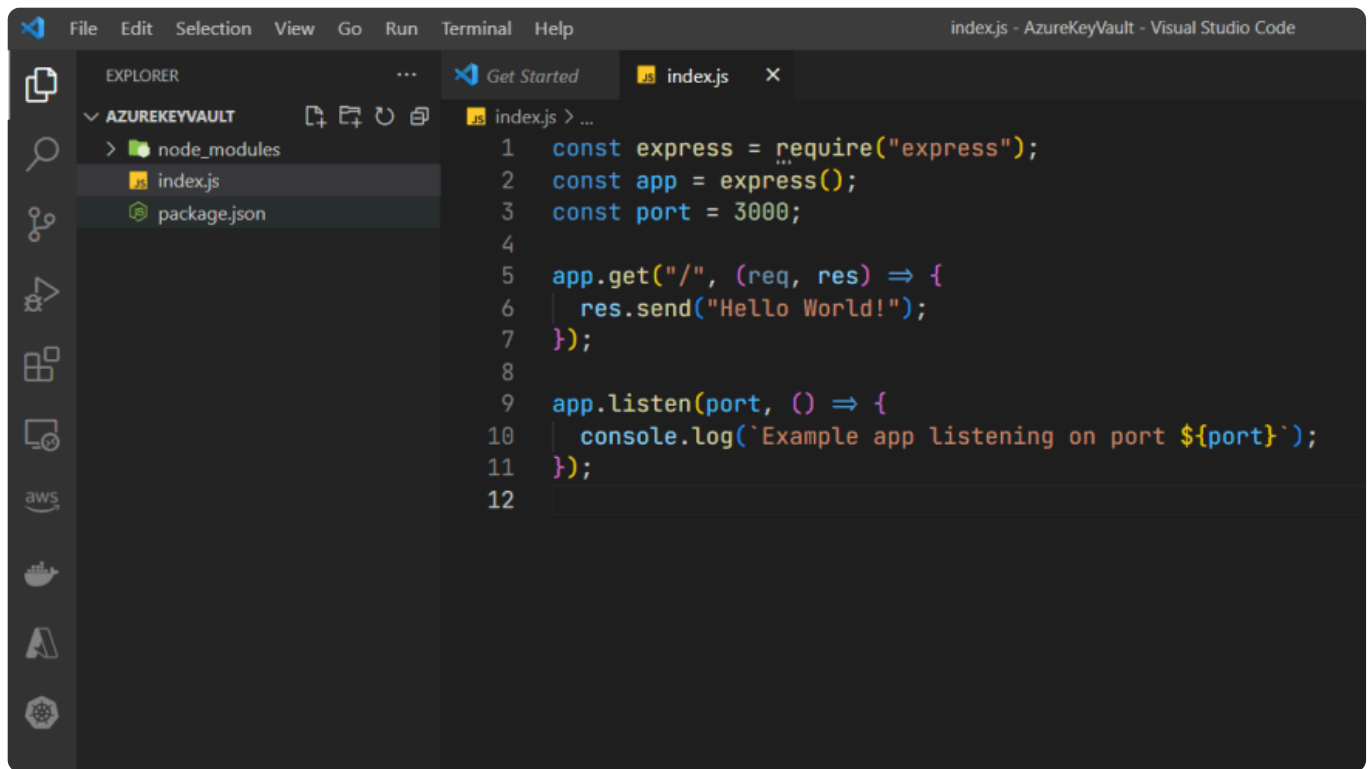 File Edit Selection View Go Run Terminal Help index.js - AzureKeyVault - Visual Studio Code
EXPLORER ...
Get Started
JS index.js ×
AZUREKEYVAULT
node_modules
JS index.js
package.json
JS index.js > ...
1 const express = require("express");
2 const app = express();
3 const port = 3000;
4
5 app.get("/", (req, res) => {
6 res.send("Hello World!");
7 });
8
9 app.listen(port, () => {
10 console.log(`Example app listening on port ${port}`);
11 });
12
aws